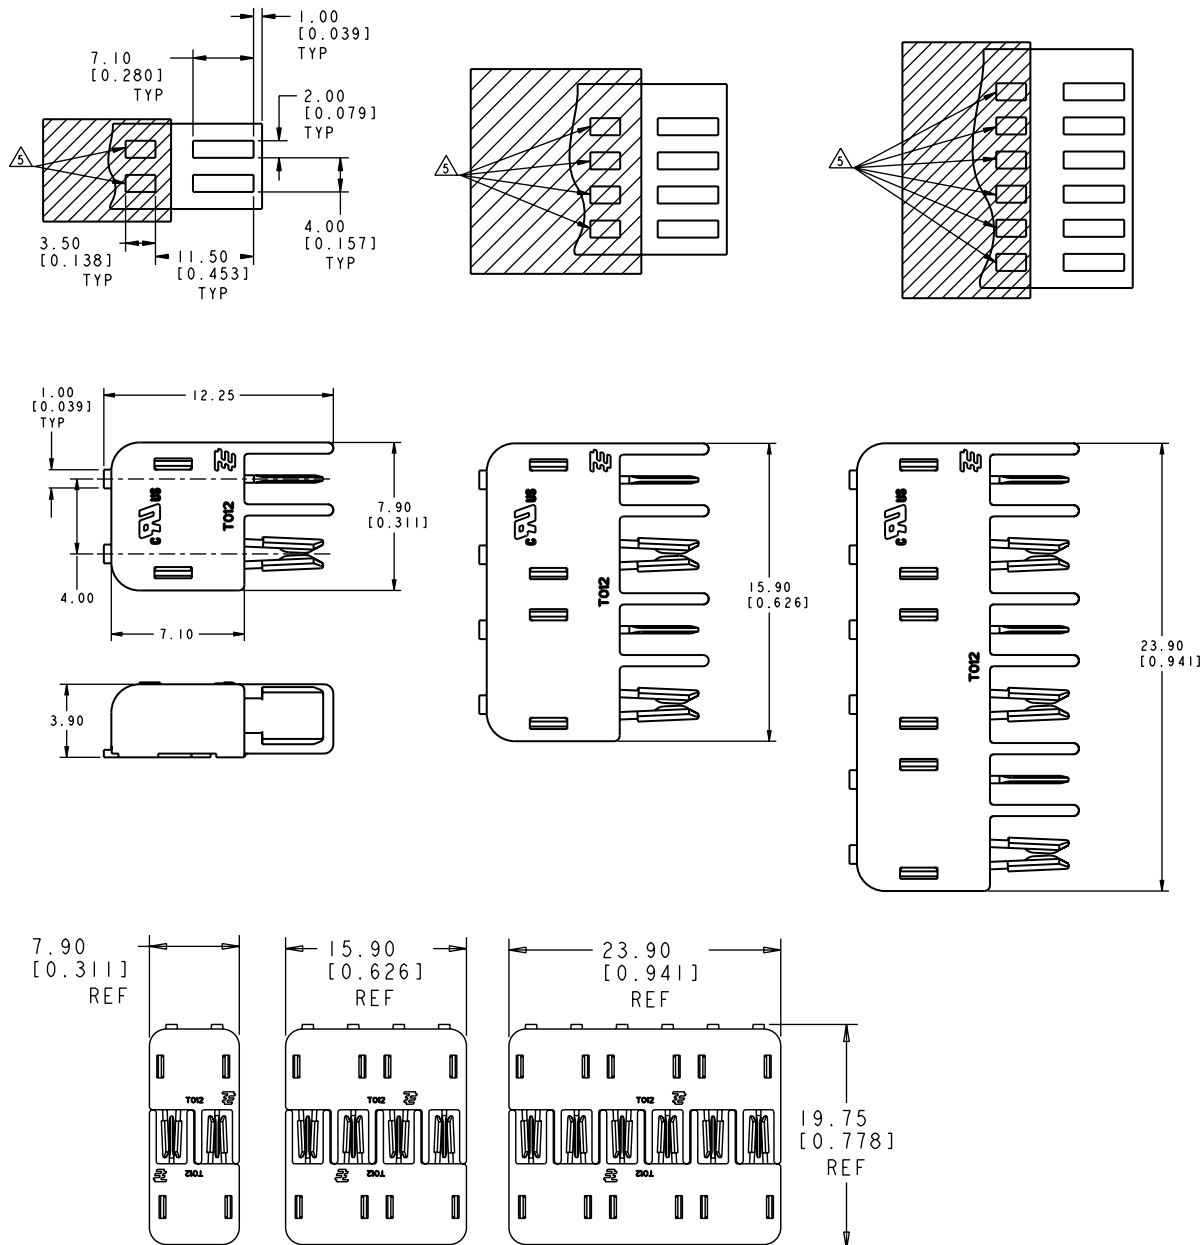 1.00
[0.039]
TYP
7.10
[0.280]
TYP
2.00
[0.079]
TYP
5
5
5
4.00
[0.157]
TYP
3.50
[0.138]
TYP
11.50
[0.453]
TYP
1.00
[0.039]
TYP
12.25
7.90
[0.311]
C US
T012
4.00
7.10
C US
T012
15.90
[0.626]
C US
T012
23.90
[0.941]
3.90
7.90
[0.311]
REF
15.90
[0.626]
REF
23.90
[0.941]
REF
T012
T012
T012
19.75
[0.778]
REF
T012
T012
T012